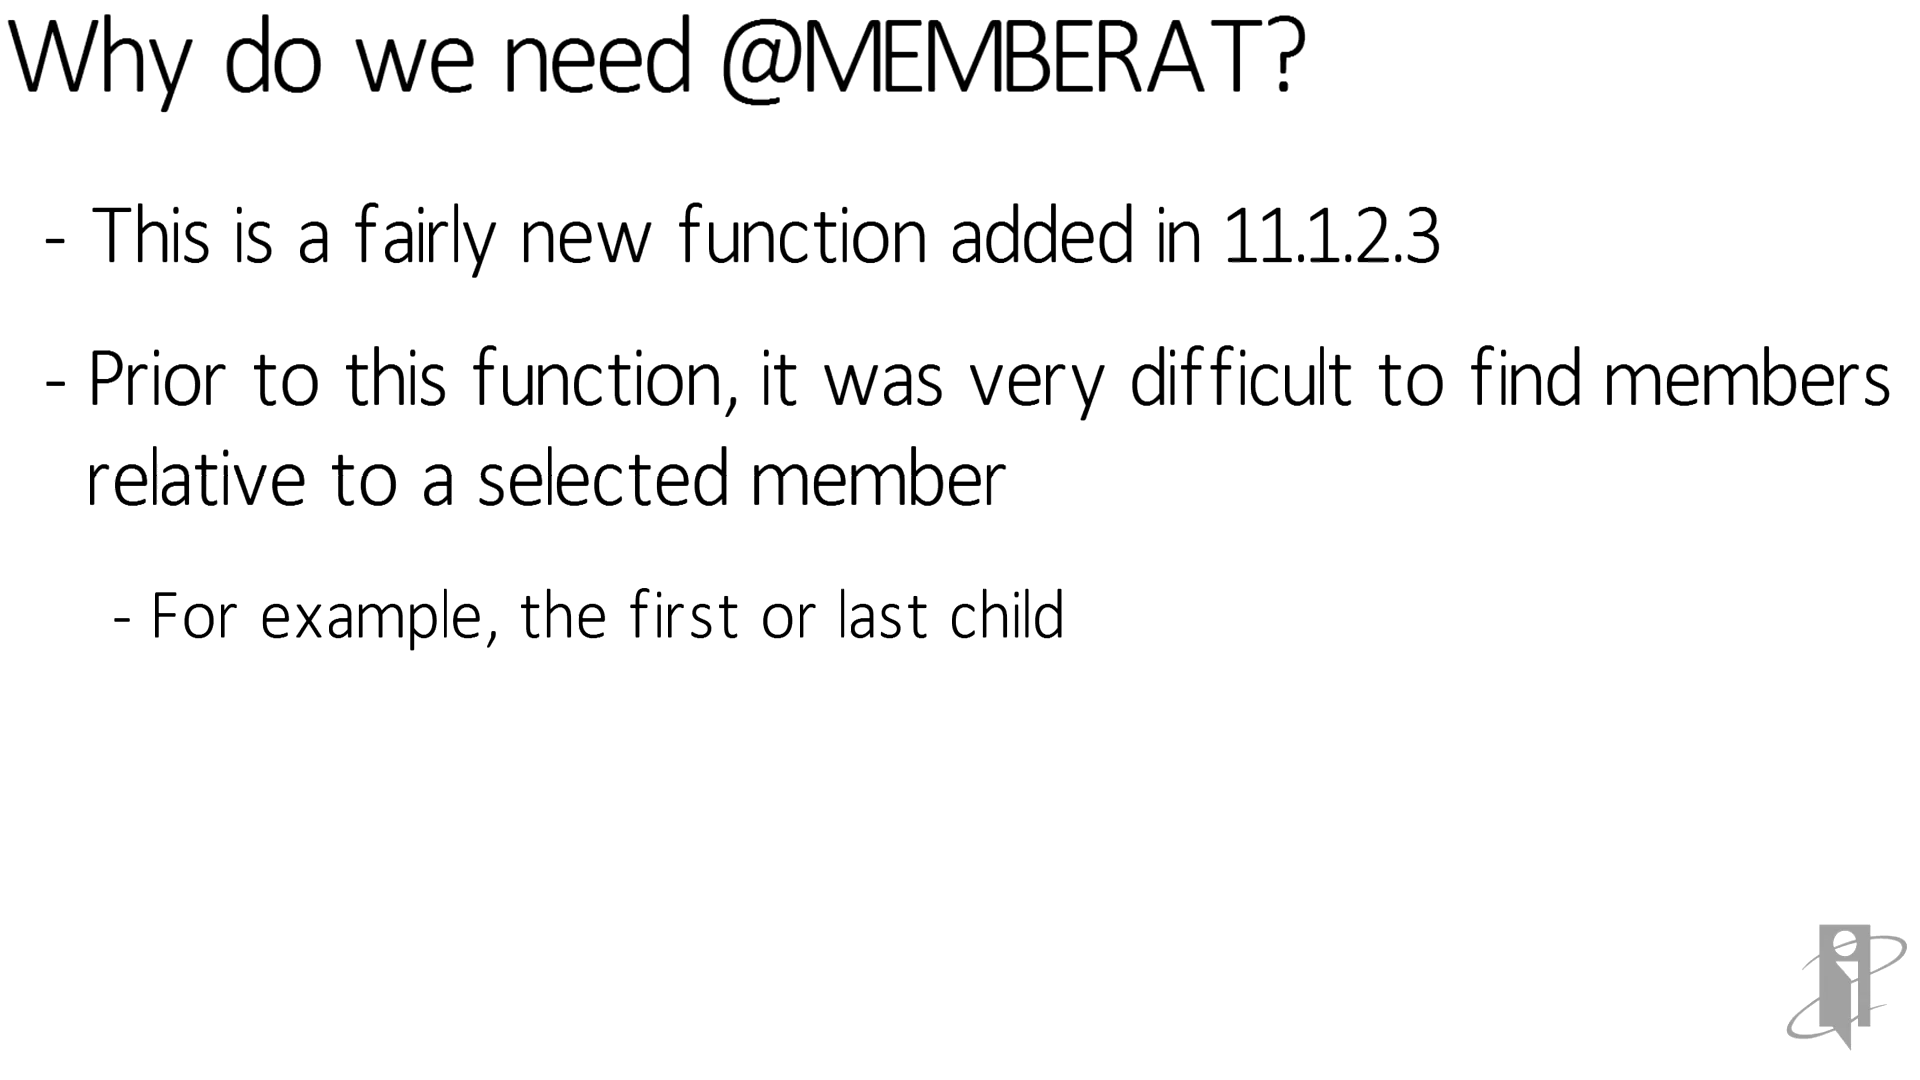 Why do we need @MEMBERAT?
- This is a fairly new function added in 11.1.2.3
- Prior to this function, it was very difficult to find members
relative to a selected member
- For example, the first or last child